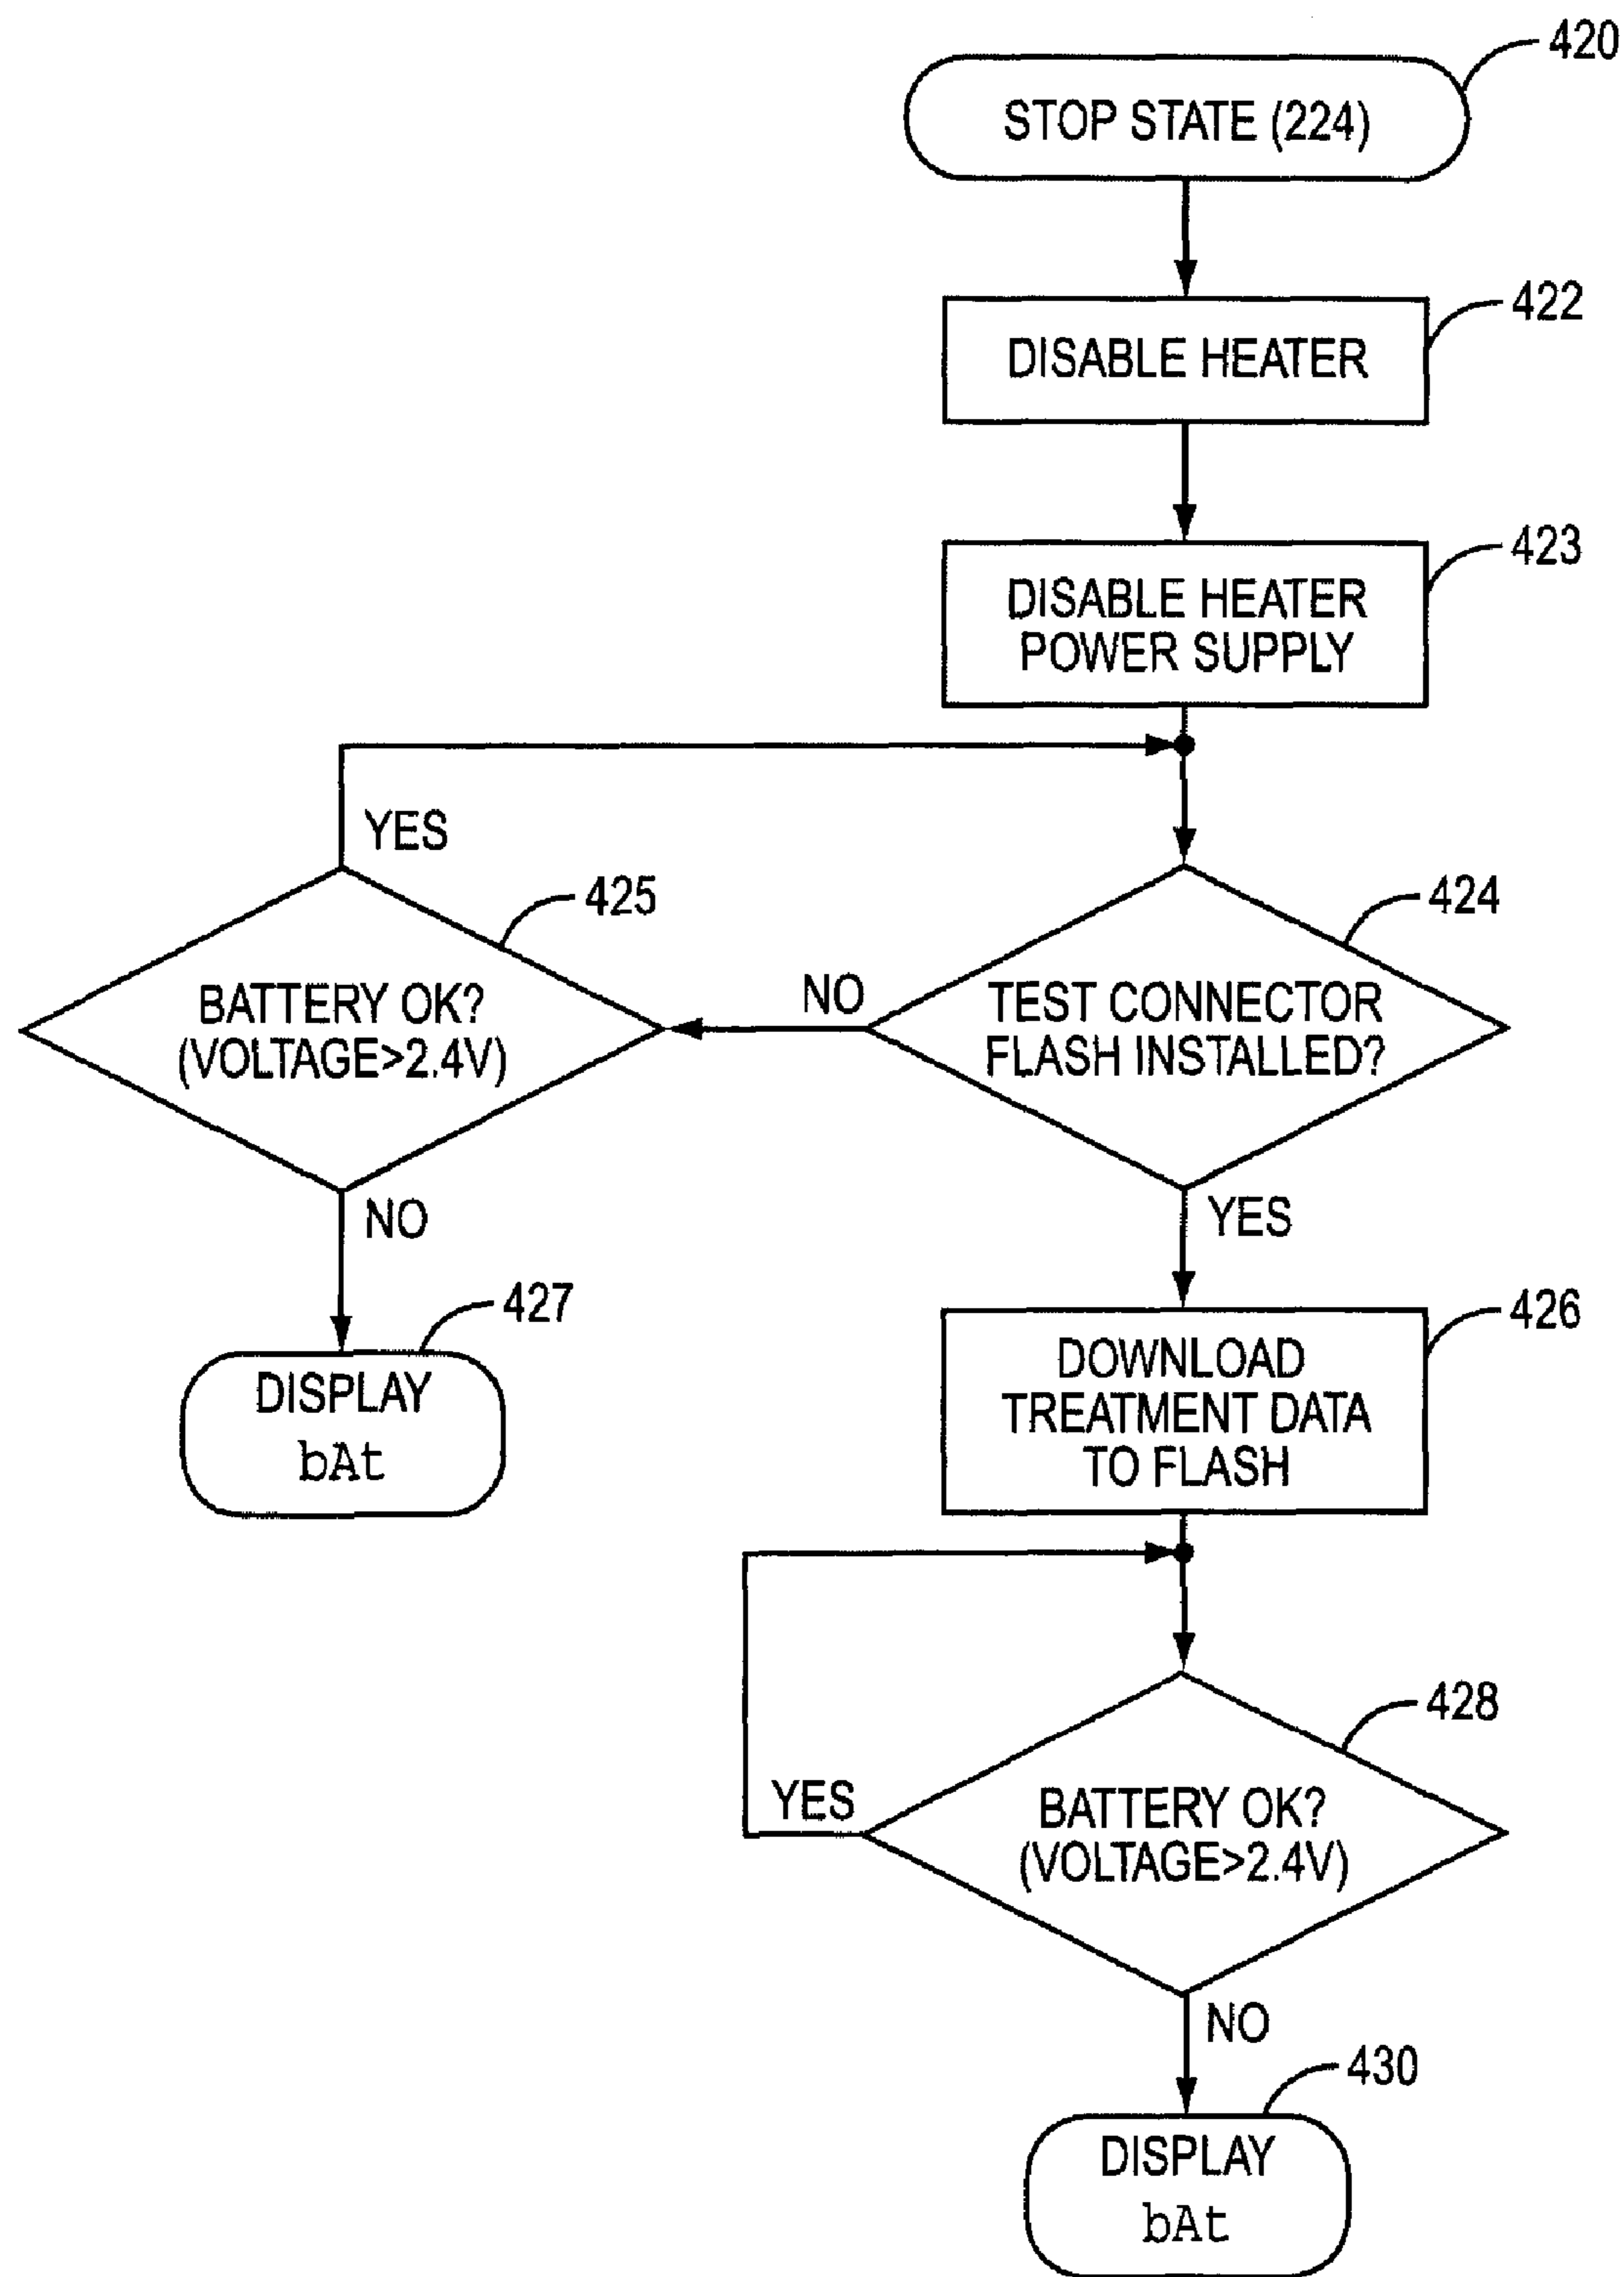 420
STOP STATE (224)
422
DISABLE HEATER
423
DISABLE HEATER
POWER SUPPLY
YES
425
424
BATTERY OK?
(VOLTAGE>2.4V)
NO
TEST CONNECTOR
FLASH INSTALLED?
NO
YES
427
DISPLAY
bAt
426
DOWNLOAD
TREATMENT DATA
TO FLASH
428
YES
BATTERY OK?
(VOLTAGE>2.4V)
NO
430
DISPLAY
bAt